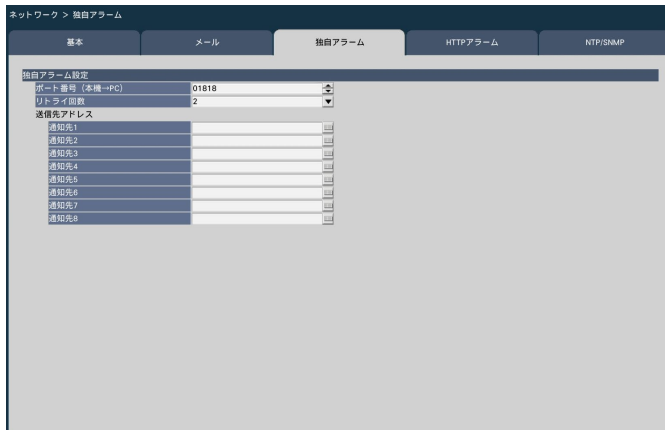 ネットワーク > 独自アラーム
基本 メール 独自アラーム HTTPアラーム NTP/SNMP
独自アラーム設定
ポート番号（本機→PC） 01818
リトライ回数 2
送信先アドレス
通知先1
通知先2
通知先3
通知先4
通知先5
通知先6
通知先7
通知先8